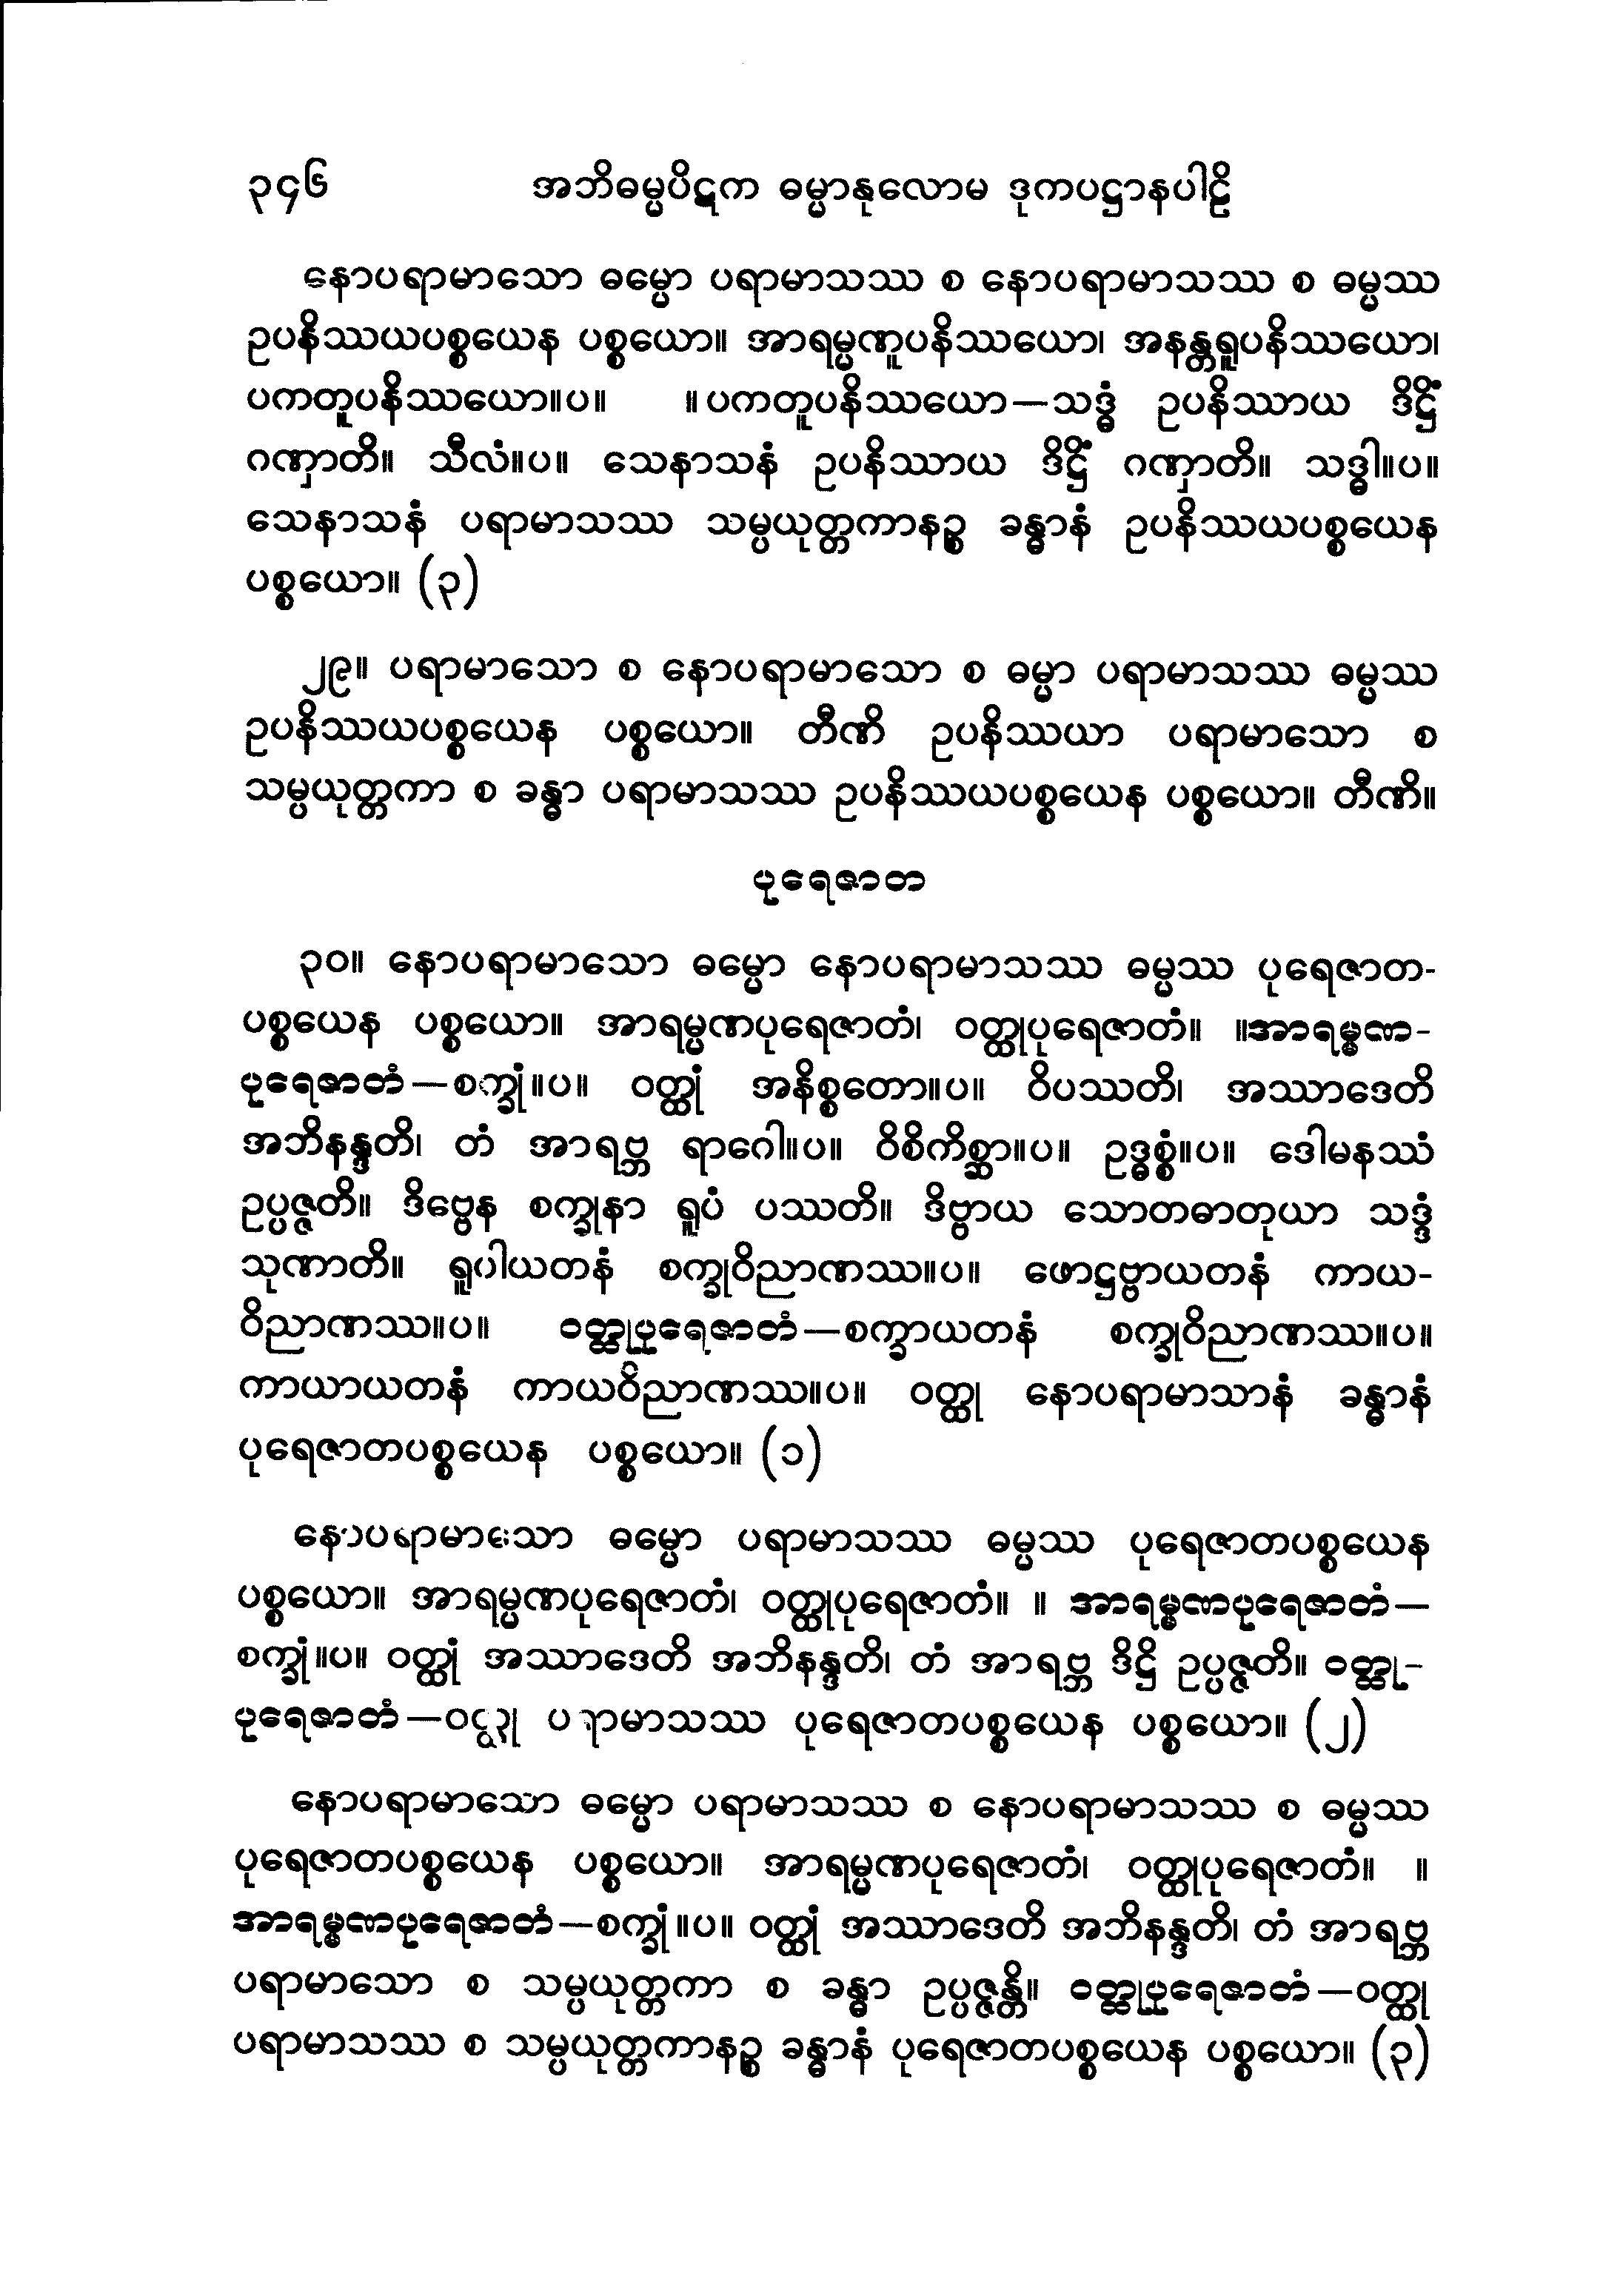 ၃၄၆ အဘိဓမ္မပိဋက ဓမ္မာနုလောမ ဒုကပဋ္ဌာနပါဠိ
နောပရာမာသော ဓမ္မော ပရာမာသဿ စ နောပရာမာသဿ စ ဓမ္မဿ
ဥပနိဿယပစ္စယေန ပစ္စယော။ အာရမ္မဏူပနိဿယော၊ အနန္တရူပနိဿယော၊
ပကတူပနိဿယော။ပ။ ။ ပကတူပနိဿယော—သဒ္ဓံ ဥပနိဿာယ ဒိဋ္ဌိံ
ဂဏှာတိ။ သီလံ။ပ။ သေနာသနံ ဥပနိဿာယ ဒိဋ္ဌိံ ဂဏှာတိ။ သဒ္ဓါ။ပ။
သေနာသနံ ပရာမာသဿ သမ္ပယုတ္တကာနဉ္စ ခန္ဓာနံ ဥပနိဿယပစ္စယေန
ပစ္စယော။ (၃)
၂၉။ ပရာမာသော စ နောပရာမာသော စ ဓမ္မာ ပရာမာသဿ ဓမ္မဿ
ဥပနိဿယပစ္စယေန ပစ္စယော။ တီဏိ ဥပနိဿယာ ပရာမာသော စ
သမ္ပယုတ္တကာ စ ခန္ဓာ ပရာမာသဿ ဥပနိဿယပစ္စယေန ပစ္စယော။ တီဏိ။
ပုရေဇာတ
၃၀။ နောပရာမာသော ဓမ္မော နောပရာမာသဿ ဓမ္မဿ ပုရေဇာတ-
ပစ္စယေန ပစ္စယော။ အာရမ္မဏပုရေဇာတံ၊ ဝတ္ထုပုရေဇာတံ။ ။အာရမ္မဏ-
ပုရေဇာတံ—စက္ခုံ။ပ။ ဝတ္ထုံ အနိစ္စတော။ပ။ ဝိပဿတိ၊ အဿာဒေတိ
အဘိနန္ဒတိ၊ တံ အာရဗ္ဘ ရာဂေါ။ပ။ ဝိစိကိစ္ဆာ။ပ။ ဥဒ္ဓစ္စံ။ပ။ ဒေါမနဿံ
ဥပ္ပဇ္ဇတိ။ ဒိဗ္ဗေန စက္ခုနာ ရူပံ ပဿတိ။ ဒိဗ္ဗာယ သောတဓာတုယာ သဒ္ဒံ
သုဏာတိ။ ရူပါယတနံ စက္ခုဝိညာဏဿ။ပ။ ဖောဋ္ဌဗ္ဗာယတနံ ကာယ-
ဝိညာဏဿ။ပ။ ဝတ္ထုပုရေဇာတံ—စက္ခာယတနံ စက္ခုဝိညာဏဿ။ပ။
ကာယာယတနံ ကာယဝိညာဏဿ။ပ။ ဝတ္ထု နောပရာမာသာနံ ခန္ဓာနံ
ပုရေဇာတပစ္စယေန ပစ္စယော။ (၁)
နောပရာမာသော ဓမ္မော ပရာမာသဿ ဓမ္မဿ ပုရေဇာတပစ္စယေန
ပစ္စယော။ အာရမ္မဏပုရေဇာတံ၊ ဝတ္ထုပုရေဇာတံ။ ။ အာရမ္မဏပုရေဇာတံ—
စက္ခုံ။ပ။ ဝတ္ထုံ အဿာဒေတိ အဘိနန္ဒတိ၊ တံ အာရဗ္ဘ ဒိဋ္ဌိ ဥပ္ပဇ္ဇတိ။ ဝတ္ထု-
ပုရေဇာတံ—ဝတ္ထု ပရာမာသဿ ပုရေဇာတပစ္စယေန ပစ္စယော။ (၂)
နောပရာမာသော ဓမ္မော ပရာမာသဿ စ နောပရာမာသဿ စ ဓမ္မဿ
ပုရေဇာတပစ္စယေန ပစ္စယော။ အာရမ္မဏပုရေဇာတံ၊ ဝတ္ထုပုရေဇာတံ။ ။
အာရမ္မဏပုရေဇာတံ—စက္ခုံ။ပ။ ဝတ္ထုံ အဿာဒေတိ အဘိနန္ဒတိ၊ တံ အာရဗ္ဘ
ပရာမာသော စ သမ္ပယုတ္တကာ စ ခန္ဓာ ဥပ္ပဇ္ဇန္တိ။ ဝတ္ထုပုရေဇာတံ—ဝတ္ထု
ပရာမာသဿ စ သမ္ပယုတ္တကာနဉ္စ ခန္ဓာနံ ပုရေဇာတပစ္စယေန ပစ္စယော။ (၃)